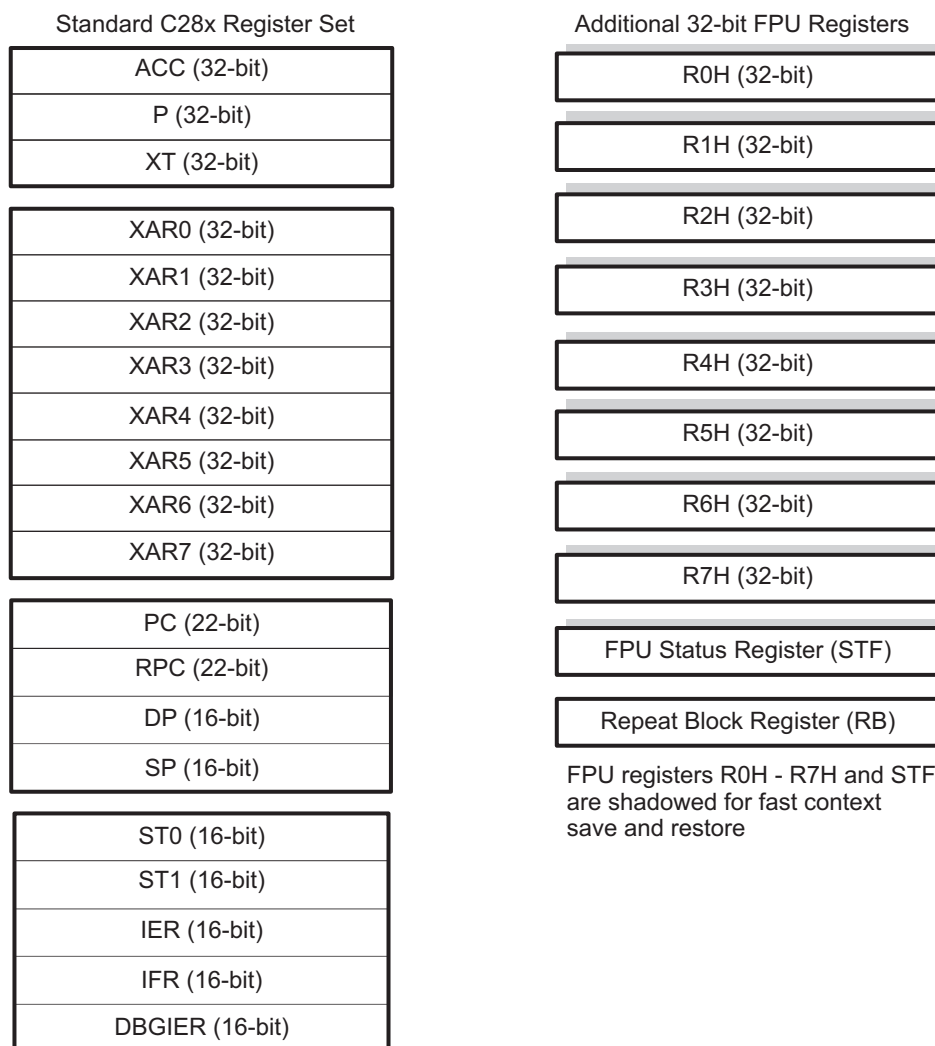 Standard C28x Register Set
ACC (32-bit)
P (32-bit)
XT (32-bit)
XAR0 (32-bit)
XAR1 (32-bit)
XAR2 (32-bit)
XAR3 (32-bit)
XAR4 (32-bit)
XAR5 (32-bit)
XAR6 (32-bit)
XAR7 (32-bit)
PC (22-bit)
RPC (22-bit)
DP (16-bit)
SP (16-bit)
ST0 (16-bit)
ST1 (16-bit)
IER (16-bit)
IFR (16-bit)
DBGIER (16-bit)
Additional 32-bit FPU Registers
R0H (32-bit)
R1H (32-bit)
R2H (32-bit)
R3H (32-bit)
R4H (32-bit)
R5H (32-bit)
R6H (32-bit)
R7H (32-bit)
FPU Status Register (STF)
Repeat Block Register (RB)
FPU registers R0H - R7H and STF
are shadowed for fast context
save and restore